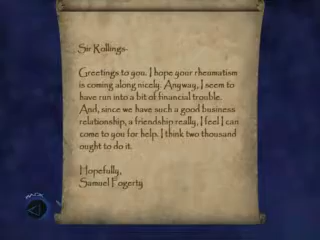 Sir Rollings-
Greetings to you. I hope your rheumatism
is coming along nicely. Anyway, I seem to
have run into a bit of financial trouble.
And, since we have such a good business
relationship, a friendship really, I feel I can
come to you for help. I think two thousand
ought to do it.
Hopefully,
Samuel Fogerty
BACK